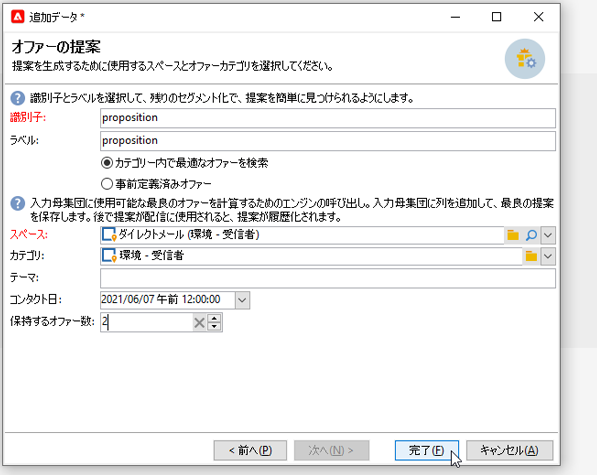 追加データ *
オファーの提案
提案を生成するために使用するスペースとオファーカテゴリを選択してください。
識別子とラベルを選択して、残りのセグメント化で、提案を簡単に見つけられるようにします。
識別子: proposition
ラベル: proposition
カテゴリー内で最適なオファーを検索
事前定義済みオファー
入力母集団に使用可能な最良のオファーを計算するためのエンジンの呼び出し。入力母集団に列を追加して、最良の提案
を保存します。後で提案が配信に使用されると、提案が履歴化されます。
スペース: ダイレクトメール (環境 - 受信者)
カテゴリ: 環境 - 受信者
テーマ:
コンタクト日: 2021/06/07 午前 12:00:00
保持するオファー数: 2
< 前へ(P) 次へ(N) > 完了(F) キャンセル(A)